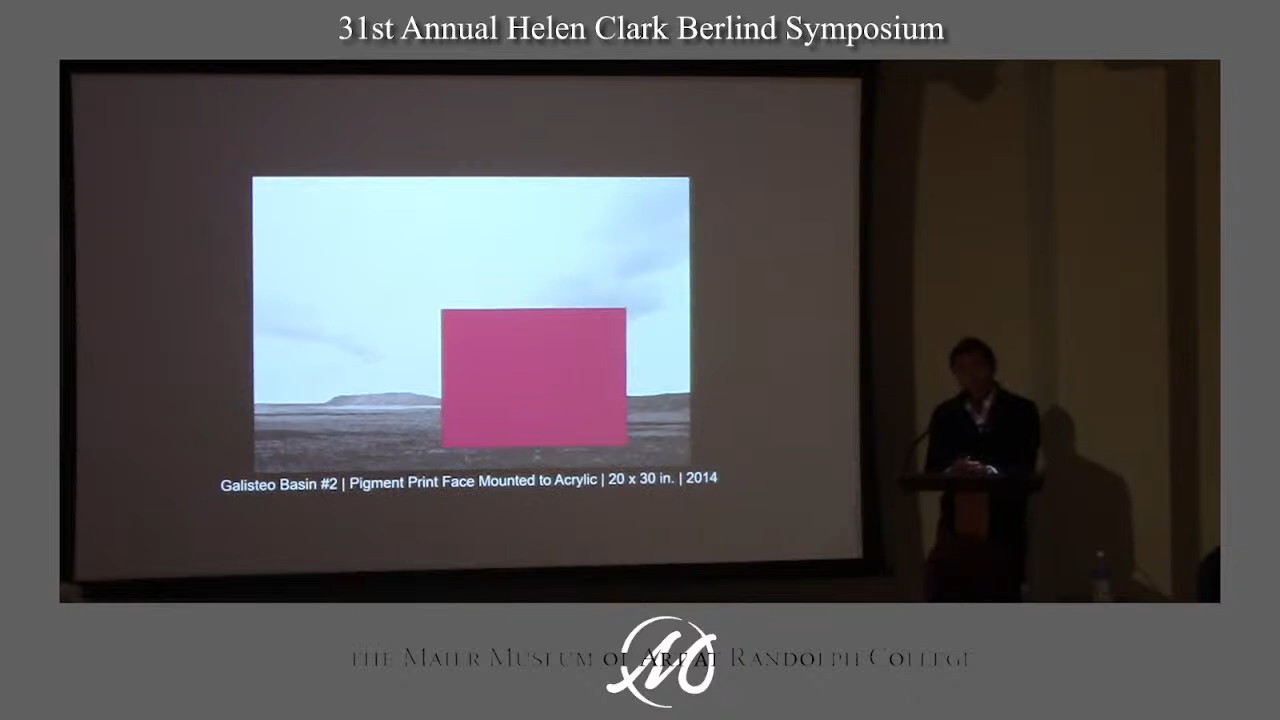 31st Annual Helen Clark Berlind Symposium
Galisteo Basin #2 | Pigment Print Face Mounted to Acrylic | 20 x 30 in. | 2014
THE MAIER MUSEUM OF ART AT RANDOLPH COLLEGE